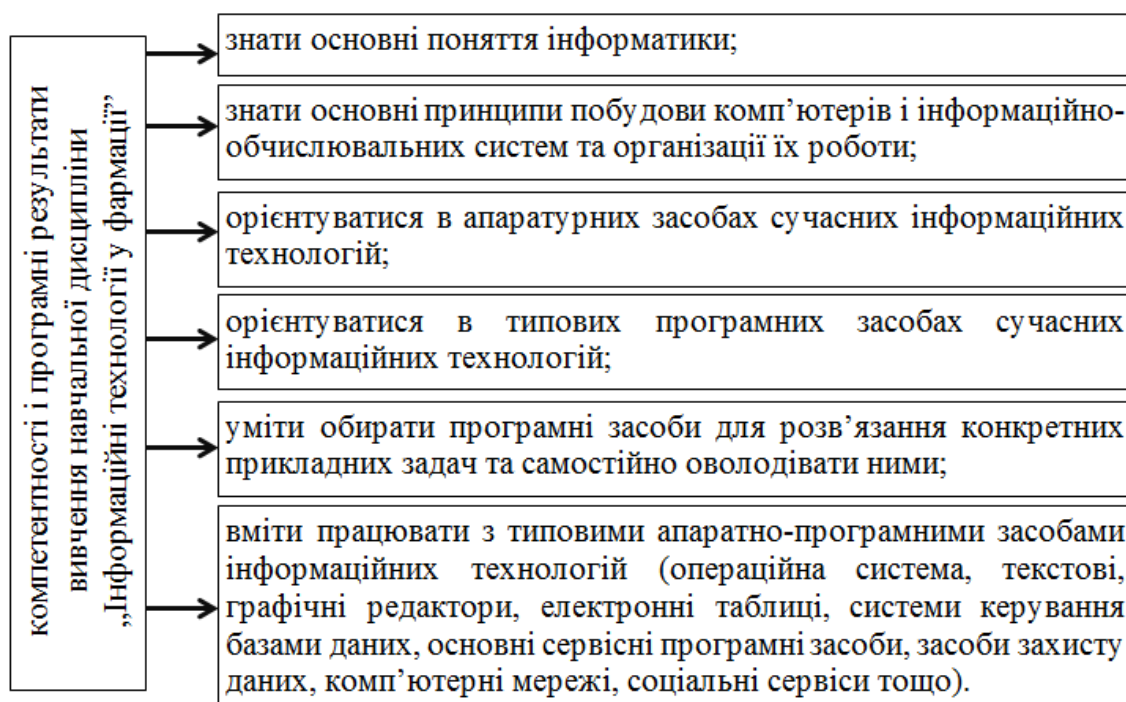 компетентності і програмні результати
вивчення навчальної дисципліни
„Інформаційні технології у фармації”
знати основні поняття інформатики;
знати основні принципи побудови комп’ютерів і інформаційно-
обчислювальних систем та організації їх роботи;
орієнтуватися в апаратурних засобах сучасних інформаційних
технологій;
орієнтуватися в типових програмних засобах сучасних
інформаційних технологій;
уміти обирати програмні засоби для розв’язання конкретних
прикладних задач та самостійно оволодівати ними;
вміти працювати з типовими апаратно-програмними засобами
інформаційних технологій (операційна система, текстові,
графічні редактори, електронні таблиці, системи керування
базами даних, основні сервісні програмні засоби, засоби захисту
даних, комп’ютерні мережі, соціальні сервіси тощо).